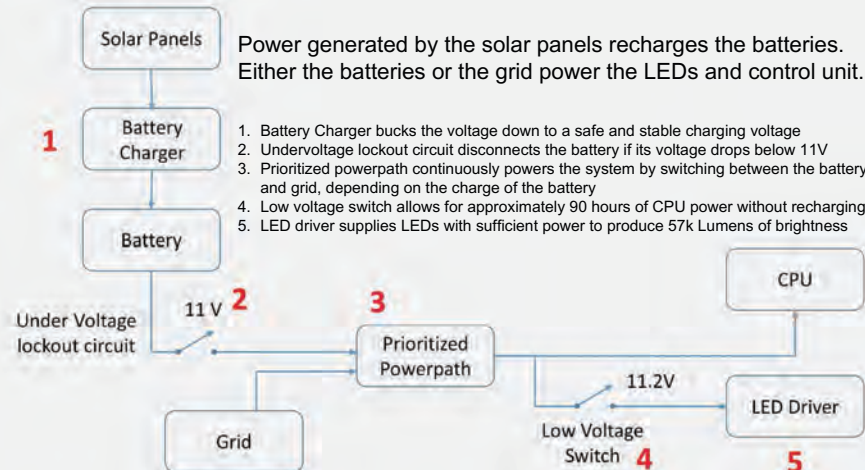 Solar Panels
Power generated by the solar panels recharges the batteries.
Either the batteries or the grid power the LEDs and control unit.
1
Battery
Charger
1. Battery Charger bucks the voltage down to a safe and stable charging voltage
2. Undervoltage lockout circuit disconnects the battery if its voltage drops below 11V
3. Prioritized powerpath continuously powers the system by switching between the battery
and grid, depending on the charge of the battery
4. Low voltage switch allows for approximately 90 hours of CPU power without recharging
5. LED driver supplies LEDs with sufficient power to produce 57k Lumens of brightness
Battery
CPU
Under Voltage
lockout circuit
11 V
2
3
Prioritized
Powerpath
11.2V
LED Driver
Grid
Low Voltage
Switch
4
5